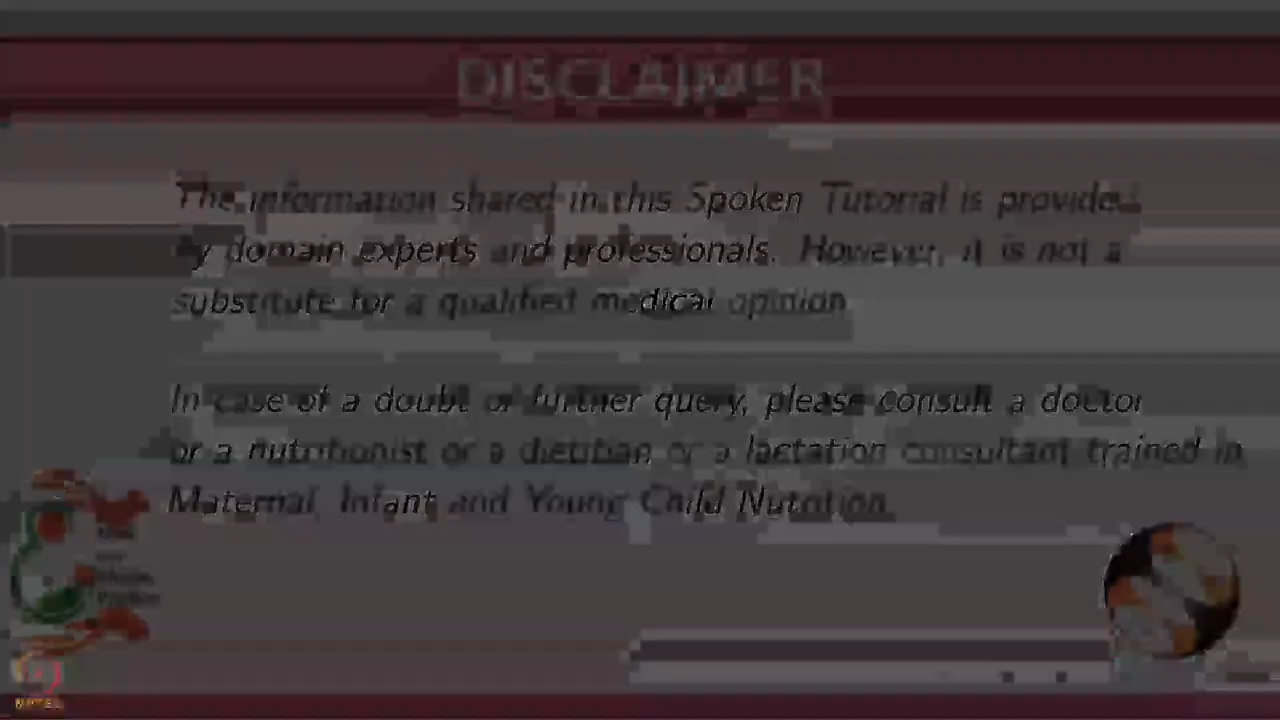 DISCLAIMER
The information shared in this Spoken Tutorial is provided
by domain experts and professionals. However, it is not a
substitute for a qualified medical opinion
In case of a doubt or further query, please consult a doctor
or a nutritionist or a dietitian or a lactation consultant trained in
Maternal, Infant and Young Child Nutrition.
NPTEL